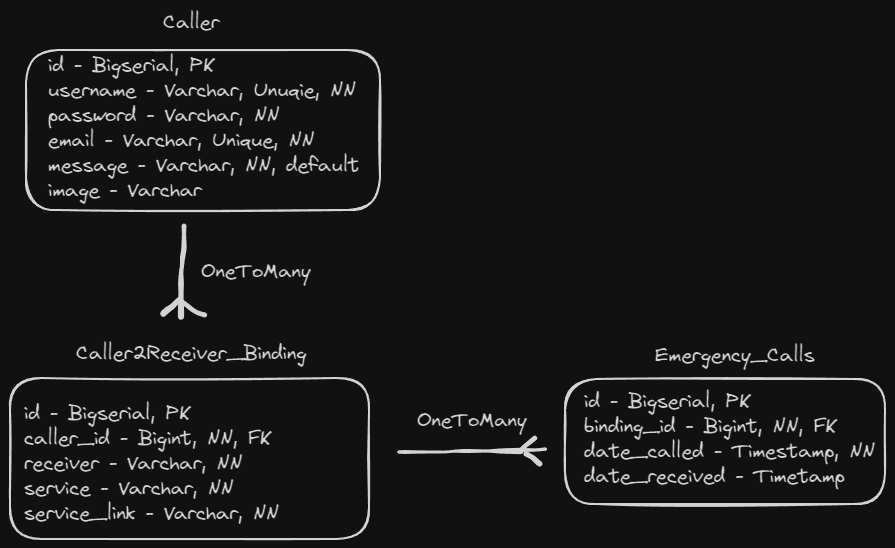 Caller
id - Bigserial, PK
username - Varchar, Unuqie, NN
password - Varchar, NN
email - Varchar, Unique, NN
message - Varchar, NN, default
image - Varchar
OneToMany
Caller2Receiver_Binding
id - Bigserial, PK
caller_id - Bigint, NN, FK
receiver - Varchar, NN
service - Varchar, NN
service_link - Varchar, NN
OneToMany
Emergency_Calls
id - Bigserial, PK
binding_id - Bigint, NN, FK
date_called - Timestamp, NN
date_received - Timetamp